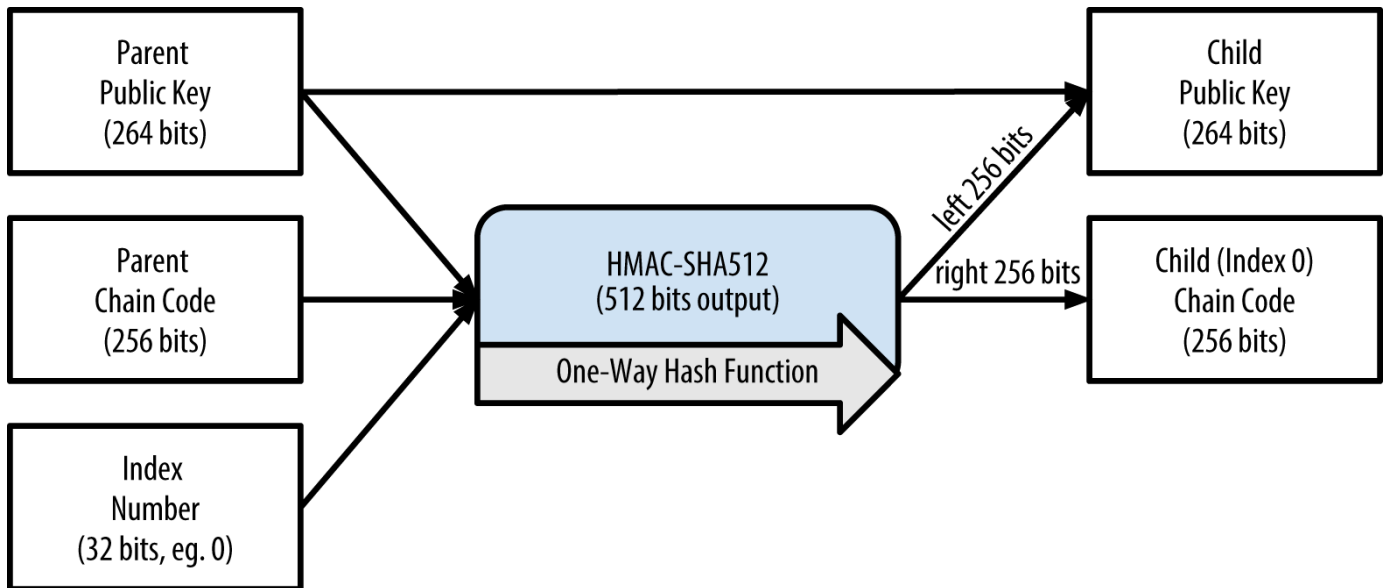 Parent
Public Key
(264 bits)
Child
Public Key
(264 bits)
left 256 bits
Parent
Chain Code
(256 bits)
HMAC-SHA512
(512 bits output)
One-Way Hash Function
right 256 bits
Child (Index 0)
Chain Code
(256 bits)
Index
Number
(32 bits, eg. 0)